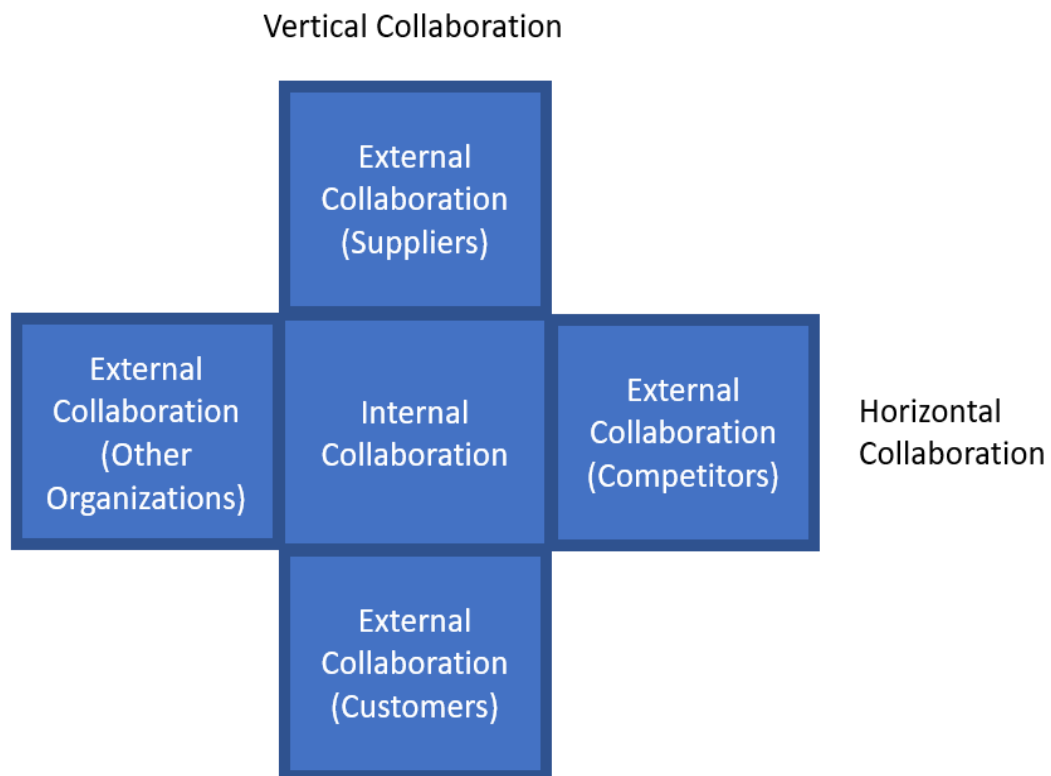 Vertical Collaboration
External
Collaboration
(Suppliers)
External
Collaboration
(Other
Organizations)
Internal
Collaboration
External
Collaboration
(Competitors)
Horizontal
Collaboration
External
Collaboration
(Customers)